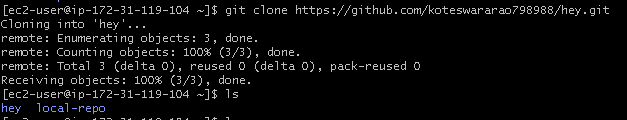 [ec2-user@ip-172-31-119-104 ~]$ git clone https://github.com/koteswararao798988/hey.git
Cloning into 'hey'...
remote: Enumerating objects: 3, done.
remote: Counting objects: 100% (3/3), done.
remote: Total 3 (delta 0), reused 0 (delta 0), pack-reused 0
Receiving objects: 100% (3/3), done.
[ec2-user@ip-172-31-119-104 ~]$ ls
hey  local-repo